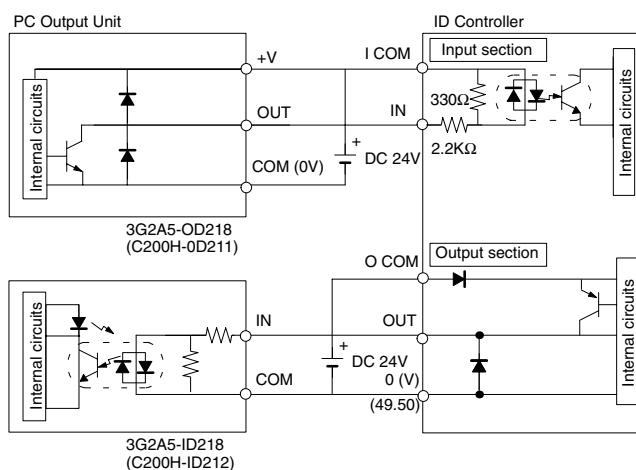 PC Output Unit
ID Controller
+V
I COM
Input section
Internal circuits
330Ω
Internal circuits
OUT
IN
COM (0V)
+
DC 24V
2.2KΩ
3G2A5-OD218
(C200H-0D211)
O COM
Output section
Internal circuits
IN
+
OUT
Internal circuits
DC 24V
COM
0 (V)
(49.50)
3G2A5-ID218
(C200H-ID212)